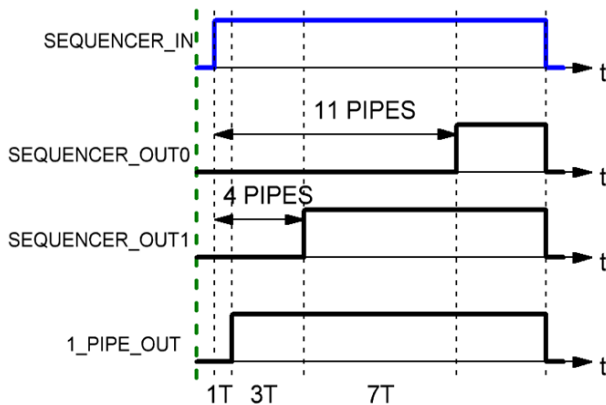 SEQUENCER_IN
t
11 PIPES
SEQUENCER_OUT0
t
4 PIPES
SEQUENCER_OUT1
t
1_PIPE_OUT
t
1T 3T 7T